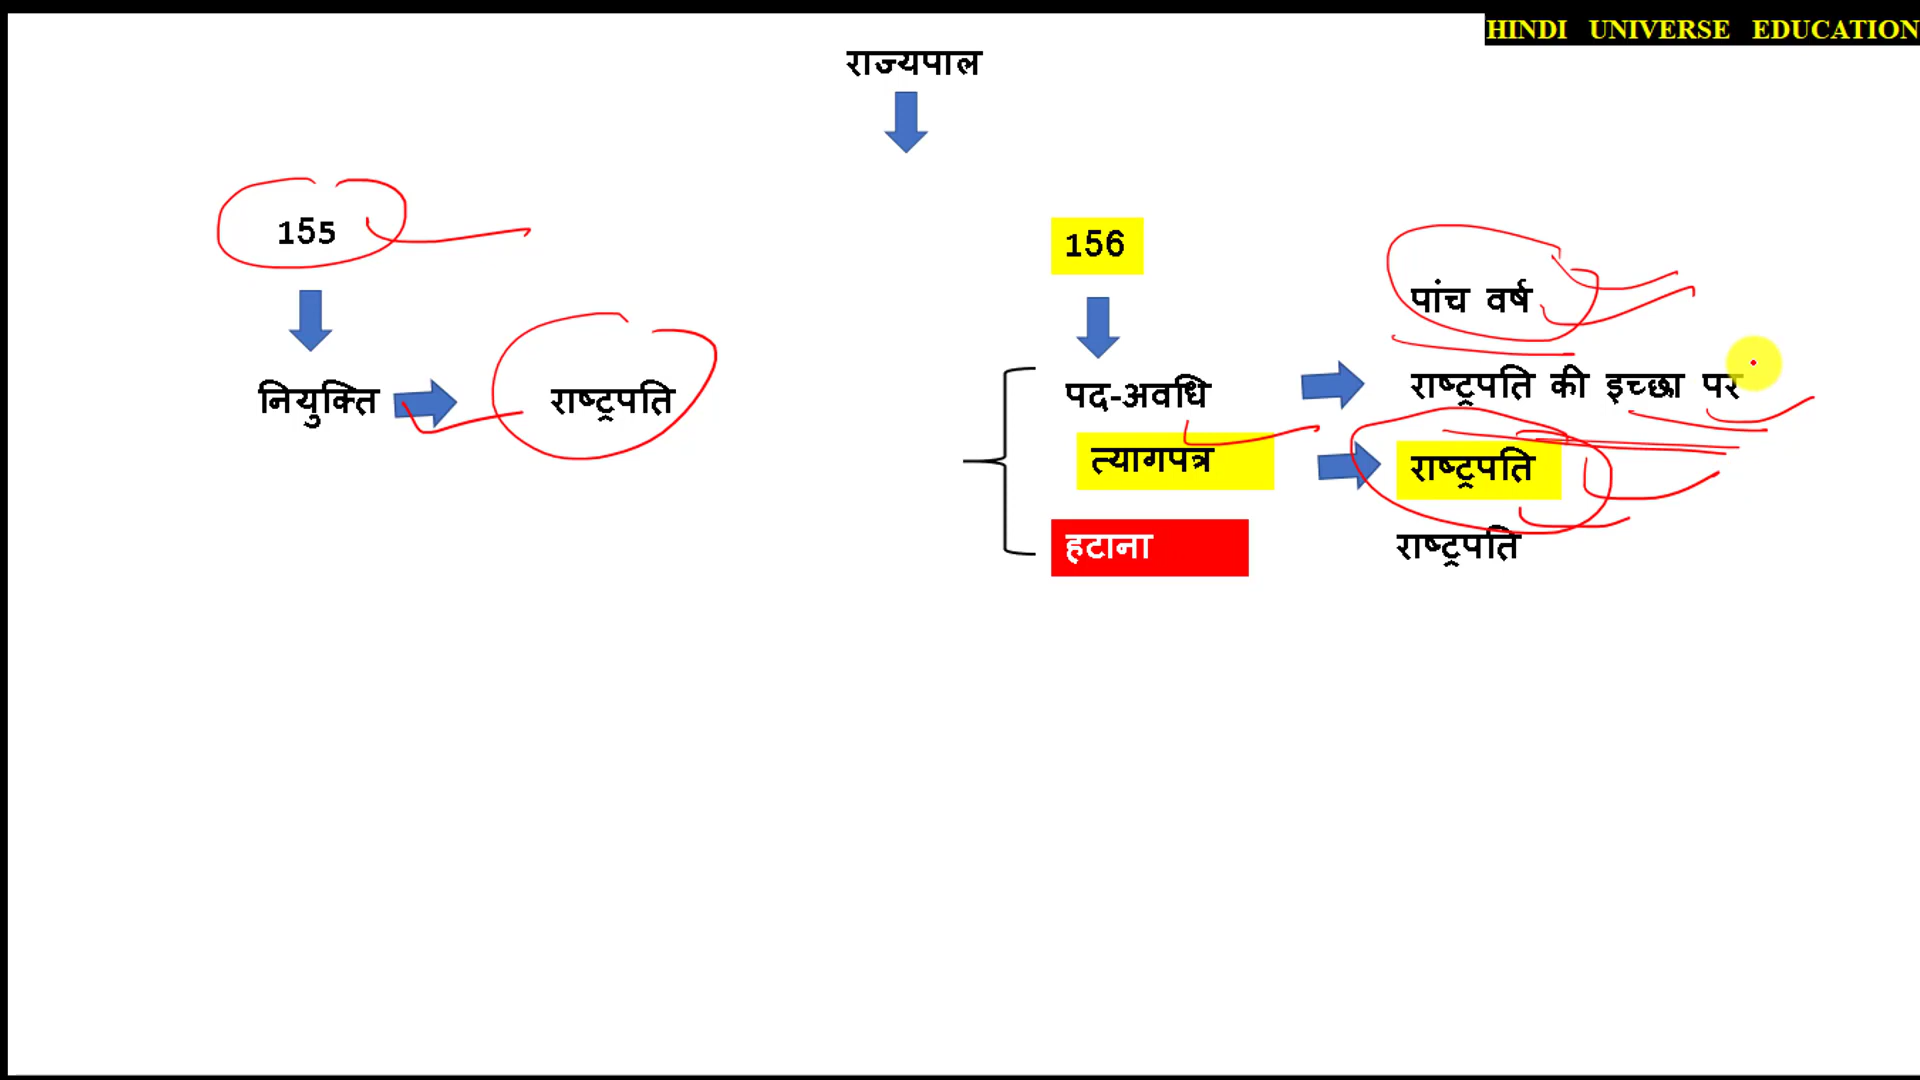 HINDI UNIVERSE EDUCATION
राज्यपाल
155
156
पांच वर्ष
नियुक्ति
राष्ट्रपति
पद-अवधि
राष्ट्रपति की इच्छा पर
त्यागपत्र
राष्ट्रपति
हटाना
राष्ट्रपति